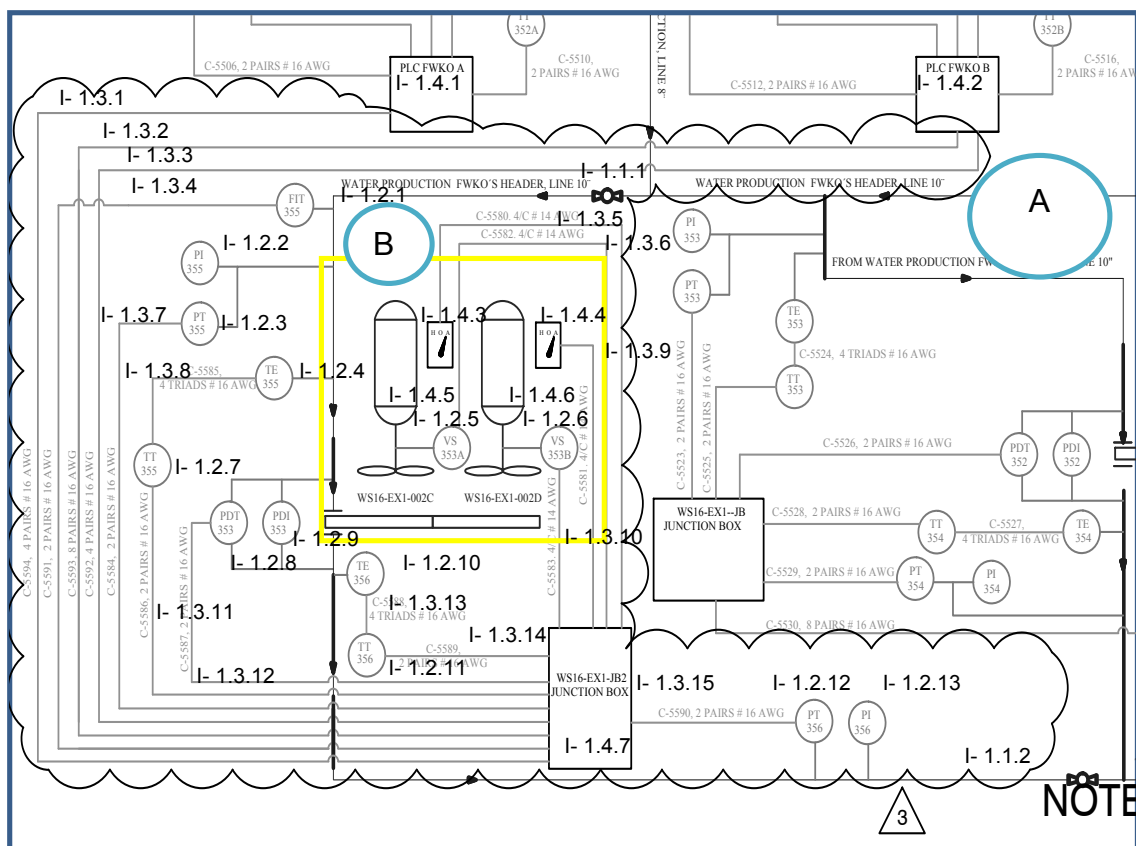 TT
352A
TT
352B
C-5506, 2 PAIRS # 16 AWG
PLC FWKO A
I- 1.4.1
C-5510,
2 PAIRS # 16 AWG
CTION, LINE 8"
C-5512, 2 PAIRS # 16 AWG
PLC FWKO B
I- 1.4.2
C-5516,
2 PAIRS # 16 AWG
I- 1.3.1
I- 1.3.2
I- 1.3.3
I- 1.3.4
I- 1.1.1
WATER PRODUCTION FWKO´S HEADER, LINE 10"
WATER PRODUCTION FWKO´S HEADER, LINE 10"
A
FIT
355
I- 1.2.1
C-5580. 4/C # 14 AWG
I- 1.3.5
C-5582. 4/C # 14 AWG
I- 1.3.6
B
PI
353
PI
355
I- 1.2.2
FROM WATER PRODUCTION FW
LINE 10"
PT
353
I- 1.3.7
PT
355
I- 1.2.3
I- 1.4.3
I- 1.4.4
H O A
H O A
TE
353
I- 1.3.9
C-5524, 4 TRIADS # 16 AWG
I- 1.3.8
C-5585,
4 TRIADS # 16 AWG
TE
355
I- 1.2.4
TT
353
I- 1.4.5
I- 1.4.6
I- 1.2.5
I- 1.2.6
VS
353A
VS
353B
C-5581. 4/C # 14 AWG
C-5523, 2 PAIRS # 16 AWG
C-5525, 2 PAIRS # 16 AWG
C-5526, 2 PAIRS # 16 AWG
PDT
352
PDI
352
TT
355
I- 1.2.7
WS16-EX1-002C
WS16-EX1-002D
PDT
353
PDI
353
WS16-EX1--JB
JUNCTION BOX
C-5528, 2 PAIRS # 16 AWG
TT
354
C-5527,
4 TRIADS # 16 AWG
TE
354
I- 1.2.9
I- 1.3.10
I- 1.2.8
I- 1.2.10
C-5583. 4/C # 14 AWG
C-5529, 2 PAIRS # 16 AWG
PT
354
PI
354
C-5594, 4 PAIRS # 16 AWG
C-5591, 2 PAIRS # 16 AWG
C-5593, 8 PAIRS # 16 AWG
C-5592, 4 PAIRS # 16 AWG
C-5584, 2 PAIRS # 16 AWG
C-5586, 2 PAIRS # 16 AWG
C-5587, 2 PAIRS # 16 AWG
TE
356
C-5588,
4 TRIADS # 16 AWG
I- 1.3.11
I- 1.3.13
C-5530, 8 PAIRS # 16 AWG
I- 1.3.14
TT
356
C-5589,
2 PAIRS # 16 AWG
I- 1.2.11
I- 1.3.12
WS16-EX1-JB2
JUNCTION BOX
I- 1.3.15
I- 1.2.12
I- 1.2.13
C-5590, 2 PAIRS # 16 AWG
PT
356
PI
356
I- 1.4.7
I- 1.1.2
NOTE
3